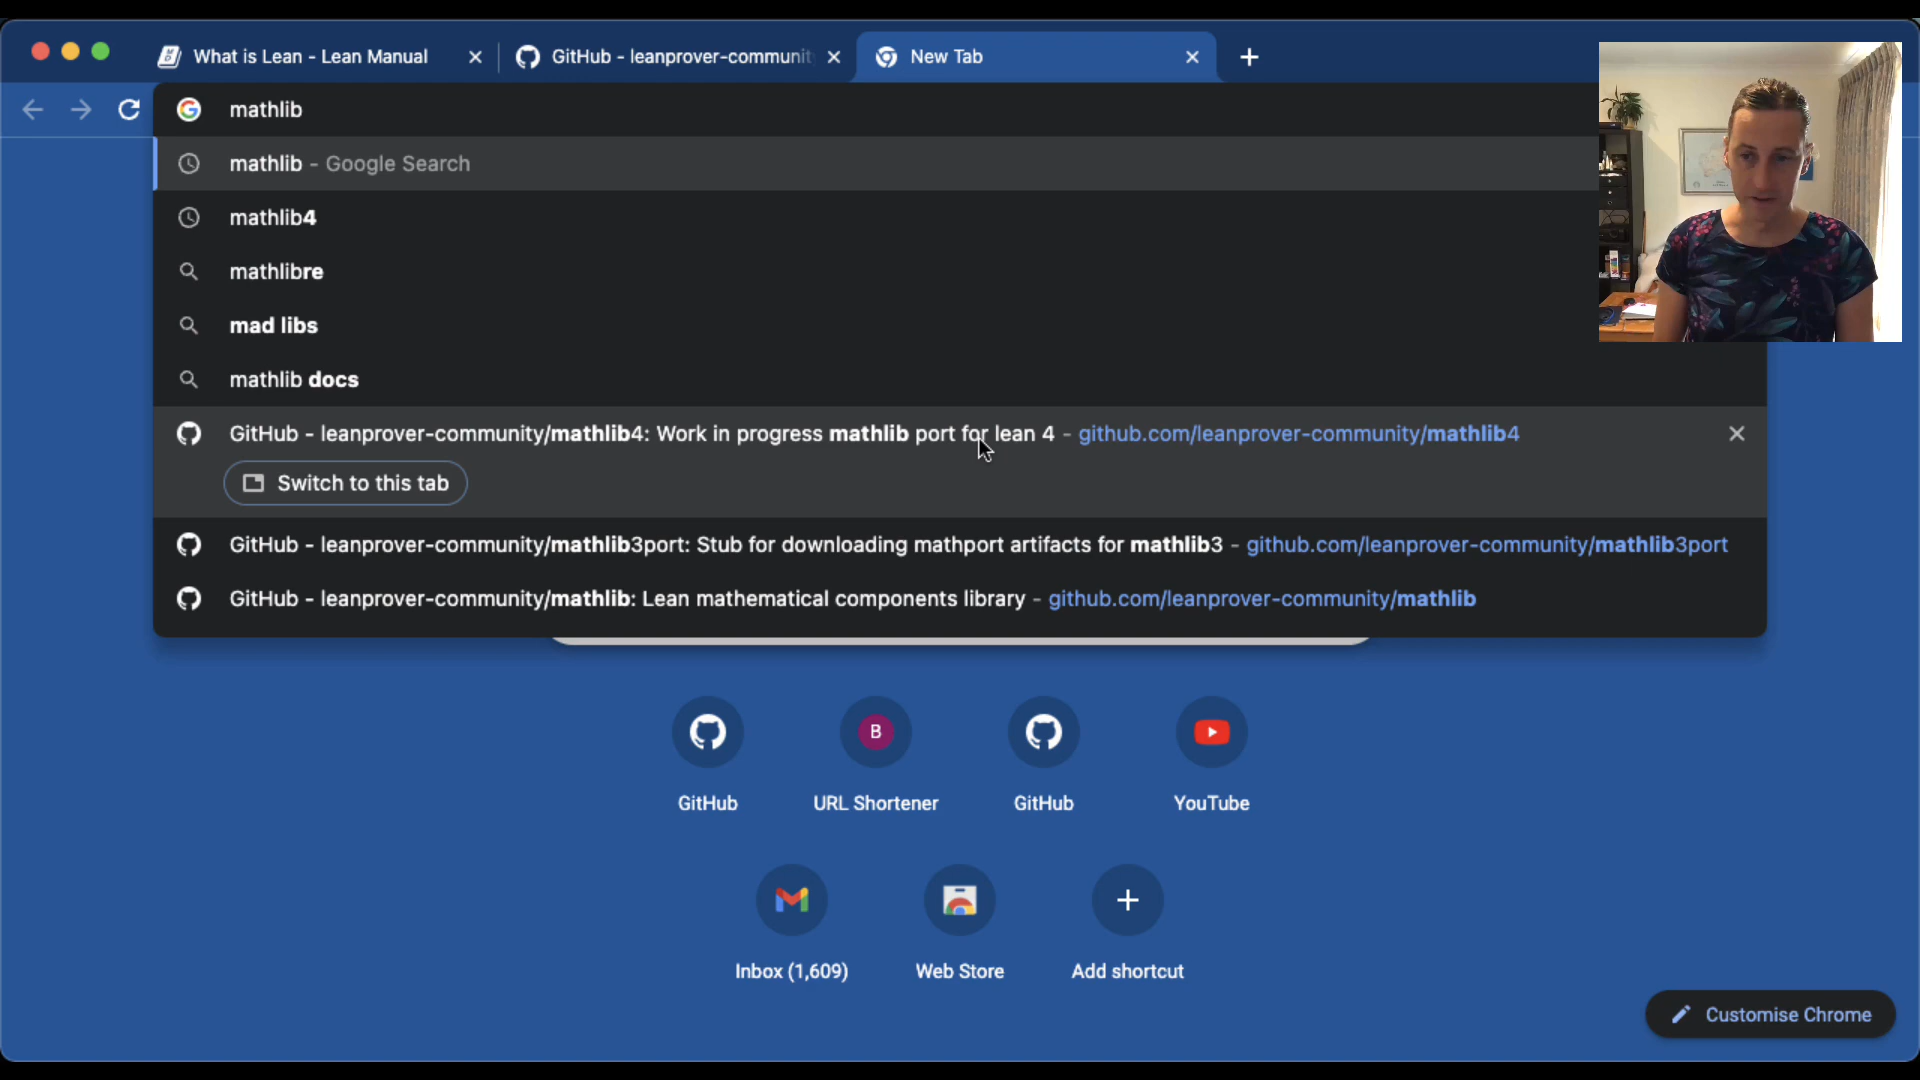 What is Lean - Lean Manual
GitHub - leanprover-communit
New Tab
mathlib
mathlib - Google Search
mathlib4
mathlibre
mad libs
mathlib docs
GitHub - leanprover-community/mathlib4: Work in progress mathlib port for lean 4 - github.com/leanprover-community/mathlib4
Switch to this tab
GitHub - leanprover-community/mathlib3port: Stub for downloading mathport artifacts for mathlib3 - github.com/leanprover-community/mathlib3port
GitHub - leanprover-community/mathlib: Lean mathematical components library - github.com/leanprover-community/mathlib
B
GitHub
URL Shortener
GitHub
YouTube
Inbox (1,609)
Web Store
Add shortcut
Customise Chrome